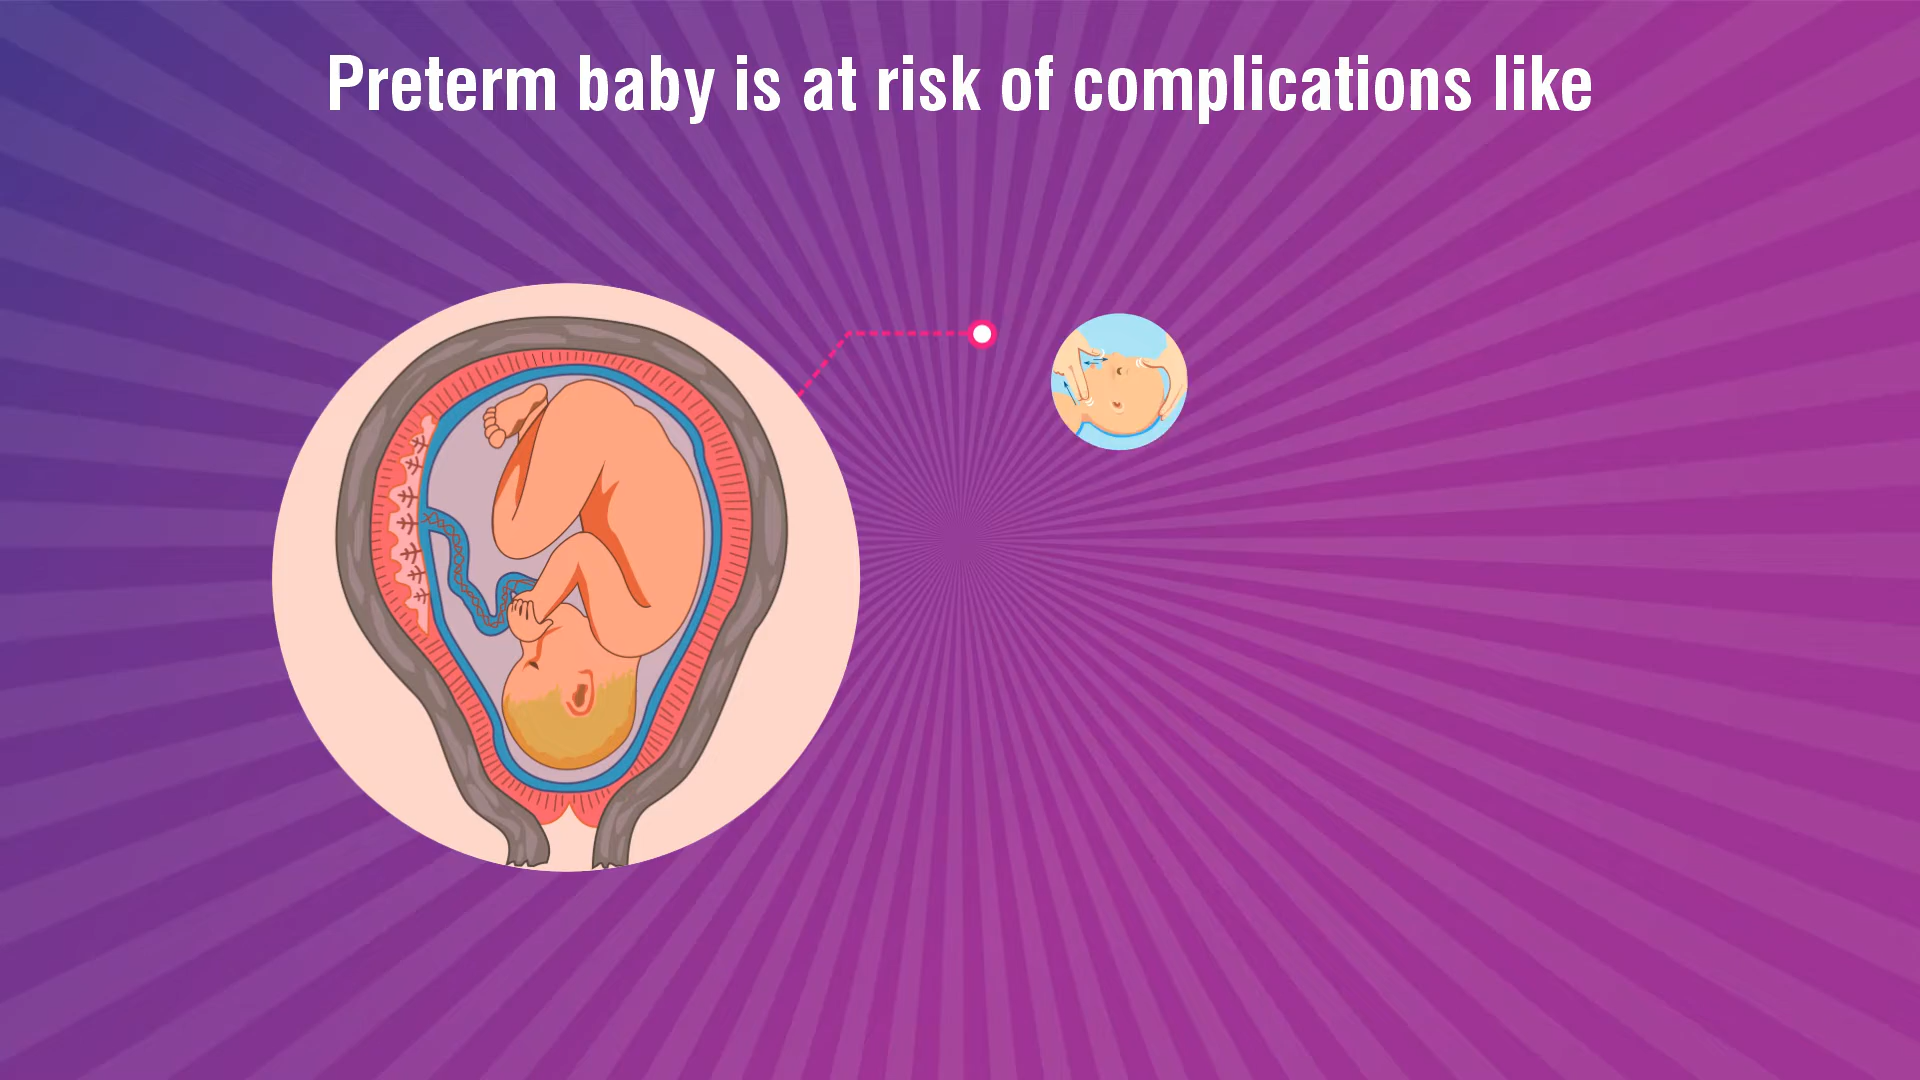 Preterm baby is at risk of complications like